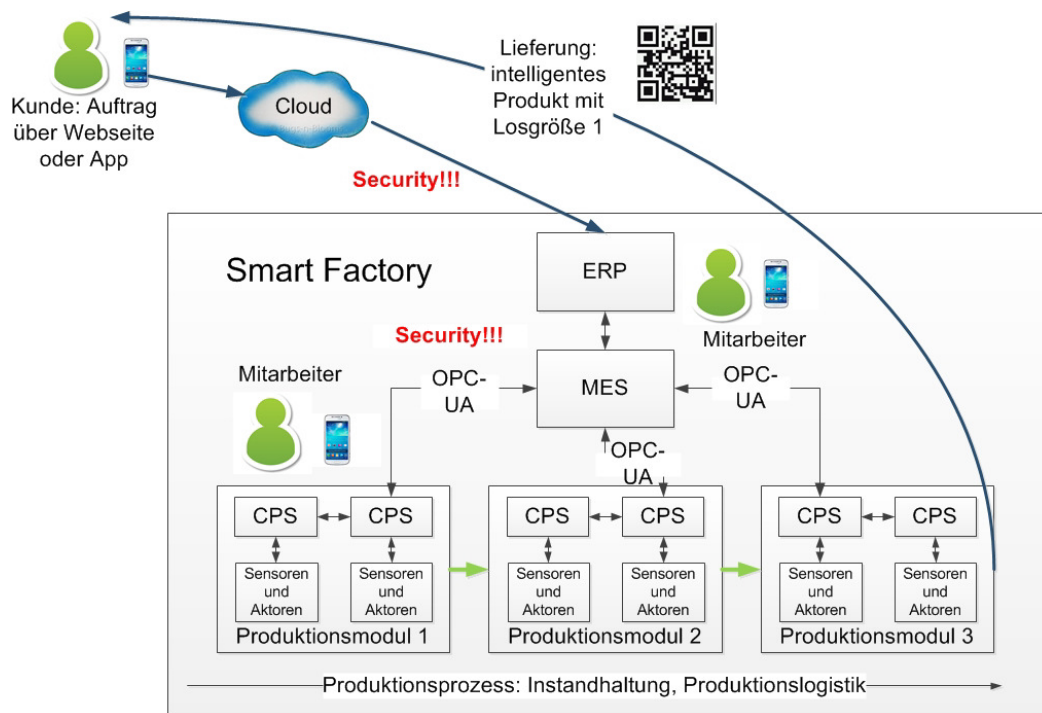 Kunde: Auftrag
über Webseite
oder App
Cloud
Lieferung:
intelligentes
Produkt mit
Losgröße 1
Security!!!
Smart Factory
ERP
Mitarbeiter
Security!!!
MES
OPC-
UA
OPC-
UA
OPC-
UA
Mitarbeiter
CPS
CPS
Sensoren
und
Aktoren
Sensoren
und
Aktoren
Produktionsmodul 1
CPS
CPS
Sensoren
und
Aktoren
Sensoren
und
Aktoren
Produktionsmodul 2
CPS
CPS
Sensoren
und
Aktoren
Sensoren
und
Aktoren
Produktionsmodul 3
Produktionsprozess: Instandhaltung, Produktionslogistik